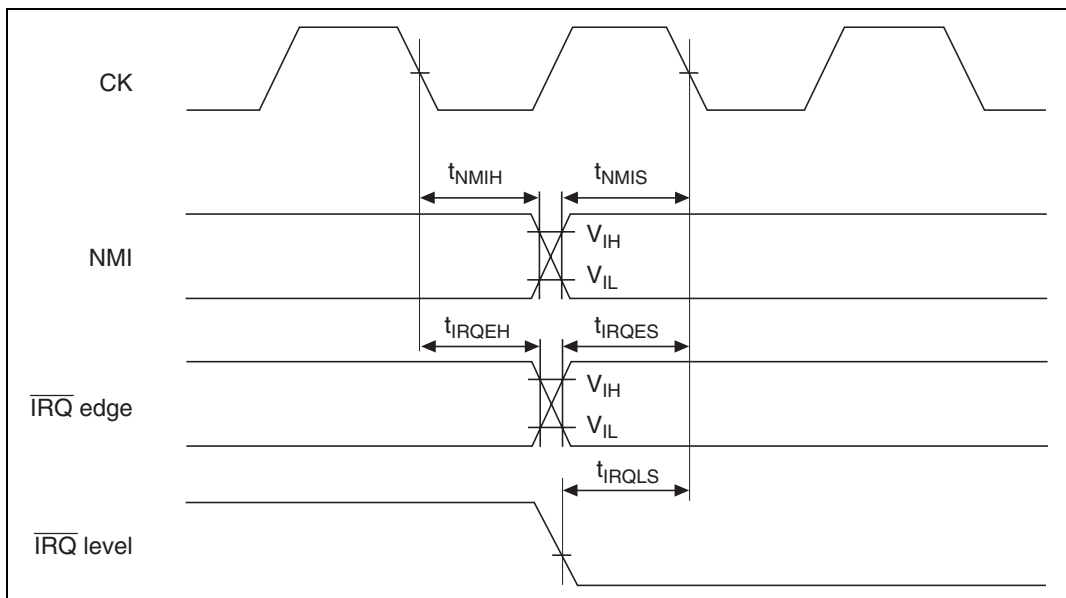 CK
tNMIH tNMIS
NMI
VIH
VIL
tIRQEH tIRQES
IRQ edge
VIH
VIL
tIRQLS
IRQ level